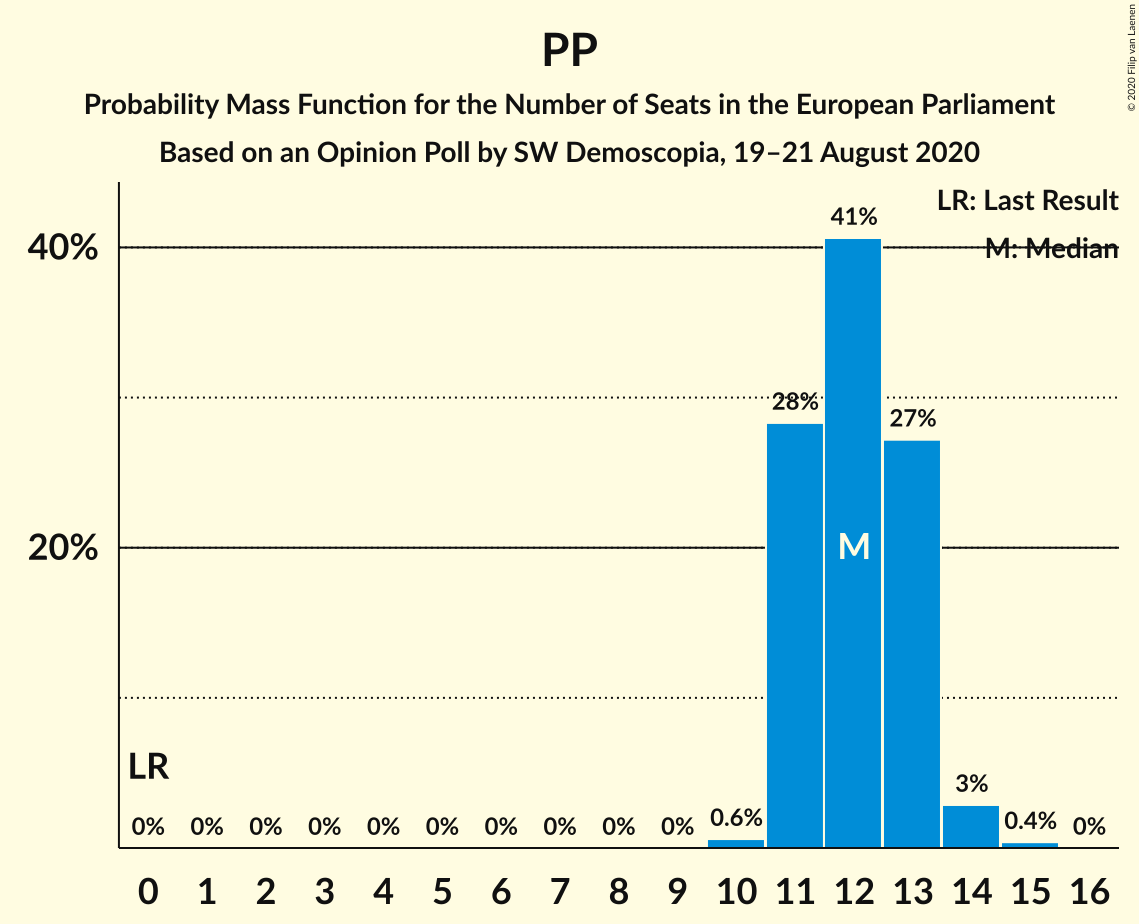 PP
Probability Mass Function for the Number of Seats in the European Parliament
Based on an Opinion Poll by SW Demoscopia, 19–21 August 2020
© 2020 Filip van Laenen
LR: Last Result
M: Median
40%
20%
41%
28%
27%
M
LR
0% 0% 0% 0% 0% 0% 0% 0% 0% 0% 0.6% 3% 0.4% 0%
0 1 2 3 4 5 6 7 8 9 10 11 12 13 14 15 16